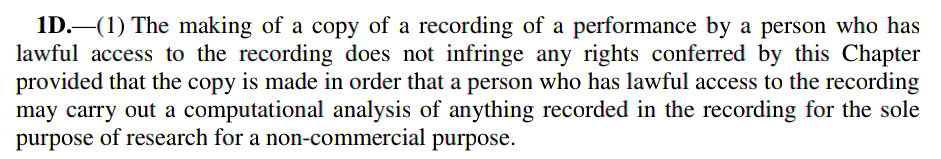 1D.—(1) The making of a copy of a recording of a performance by a person who has
lawful access to the recording does not infringe any rights conferred by this Chapter
provided that the copy is made in order that a person who has lawful access to the recording
may carry out a computational analysis of anything recorded in the recording for the sole
purpose of research for a non-commercial purpose.